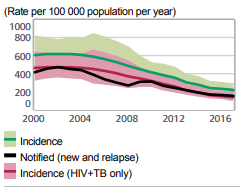 (Rate per 100 000 population per year)
1000
800
600
400
200
0
2000 2004 2008 2012 2016
Incidence
Notified (new and relapse)
Incidence (HIV+TB only)